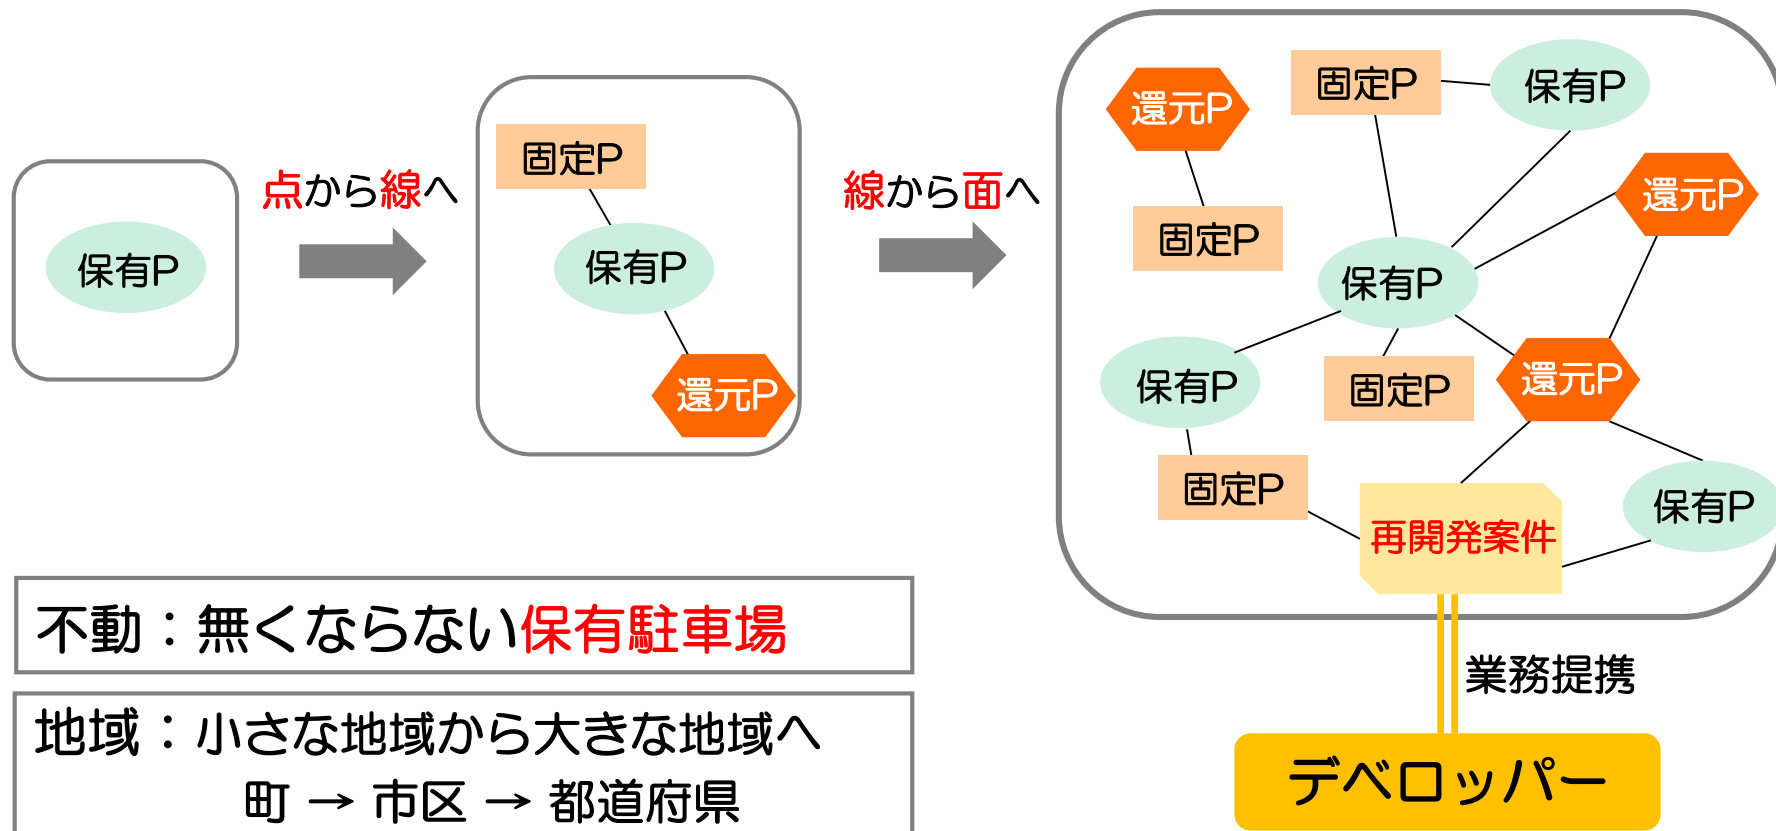 保有P
点から線へ
固定P
保有P
還元P
線から面へ
還元P
固定P
固定P
保有P
還元P
保有P
保有P
固定P
還元P
固定P
再開発案件
保有P
業務提携
デベロッパー
不動：無くならない保有駐車場
地域：小さな地域から大きな地域へ
町 → 市区 → 都道府県